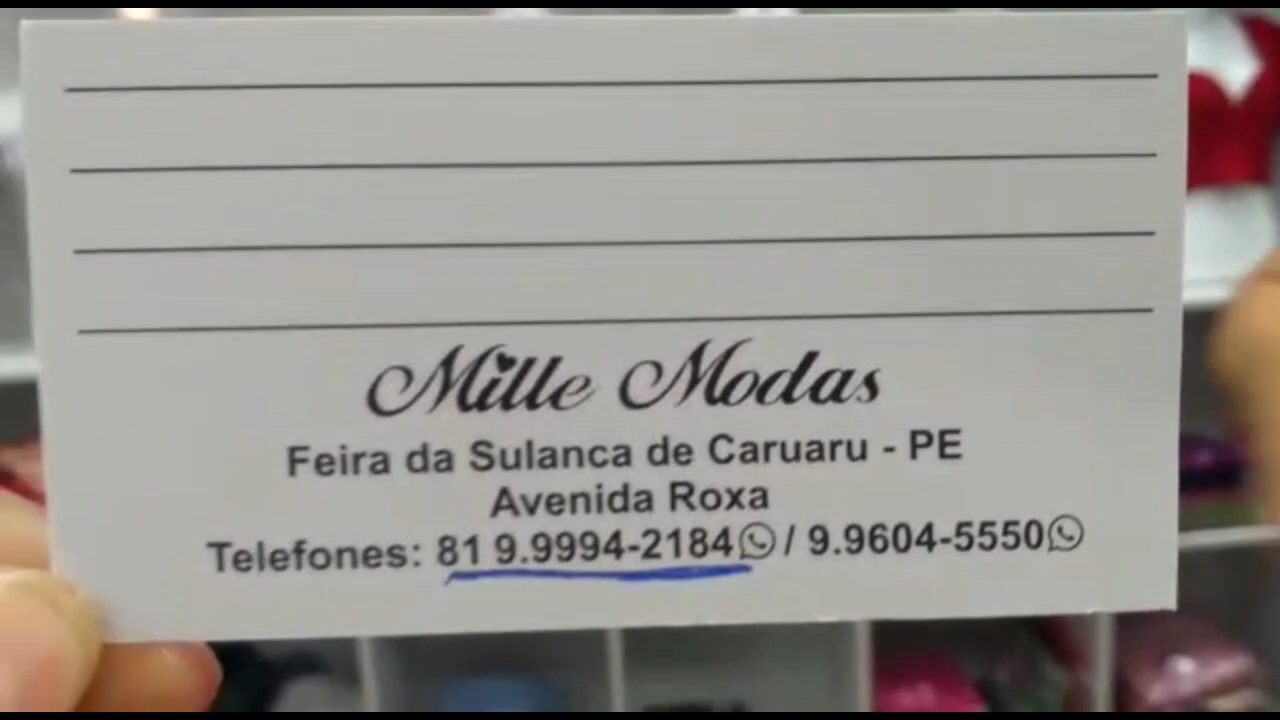 Mille Modas
Feira da Sulanca de Caruaru - PE
Avenida Roxa
Telefones: 81 9.9994-2184 / 9.9604-5550